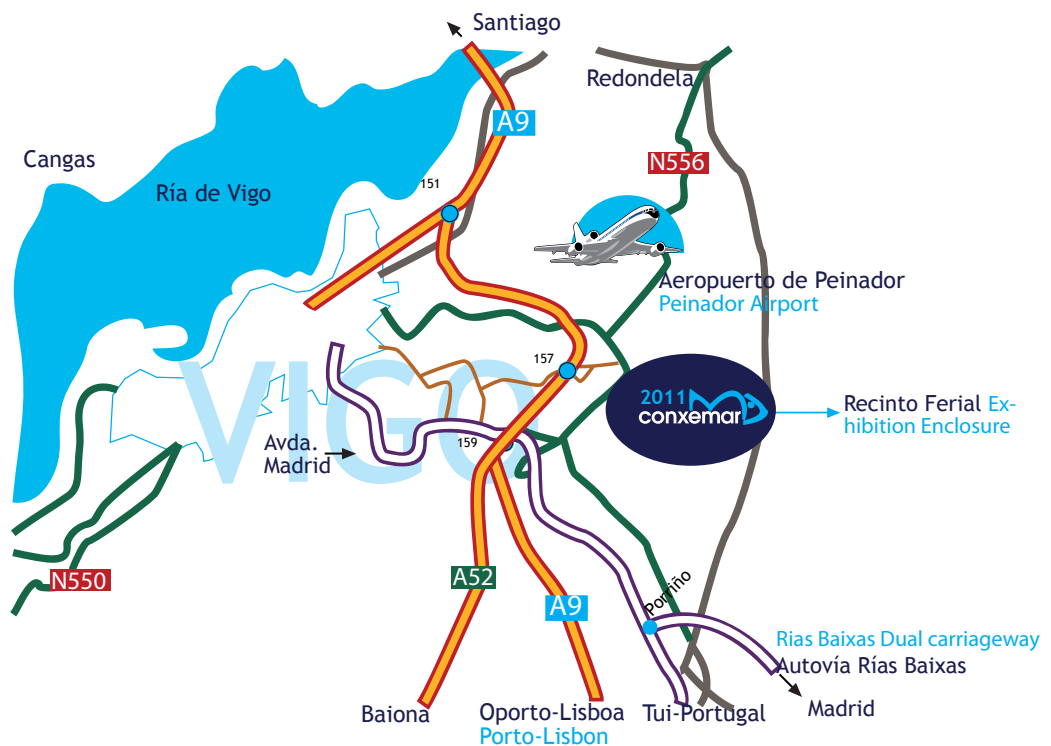 Santiago
Redondela
A9
Cangas
N556
151
Ría de Vigo
Aeropuerto de Peinador
Peinador Airport
157
VIGO
2011
conxemar
Recinto Ferial Ex-
hibition Enclosure
159
Avda.
Madrid
A52
N550
A9
Porriño
Rias Baixas Dual carriageway
Autovía Rías Baixas
Madrid
Baiona
Oporto-Lisboa
Porto-Lisbon
Tui-Portugal